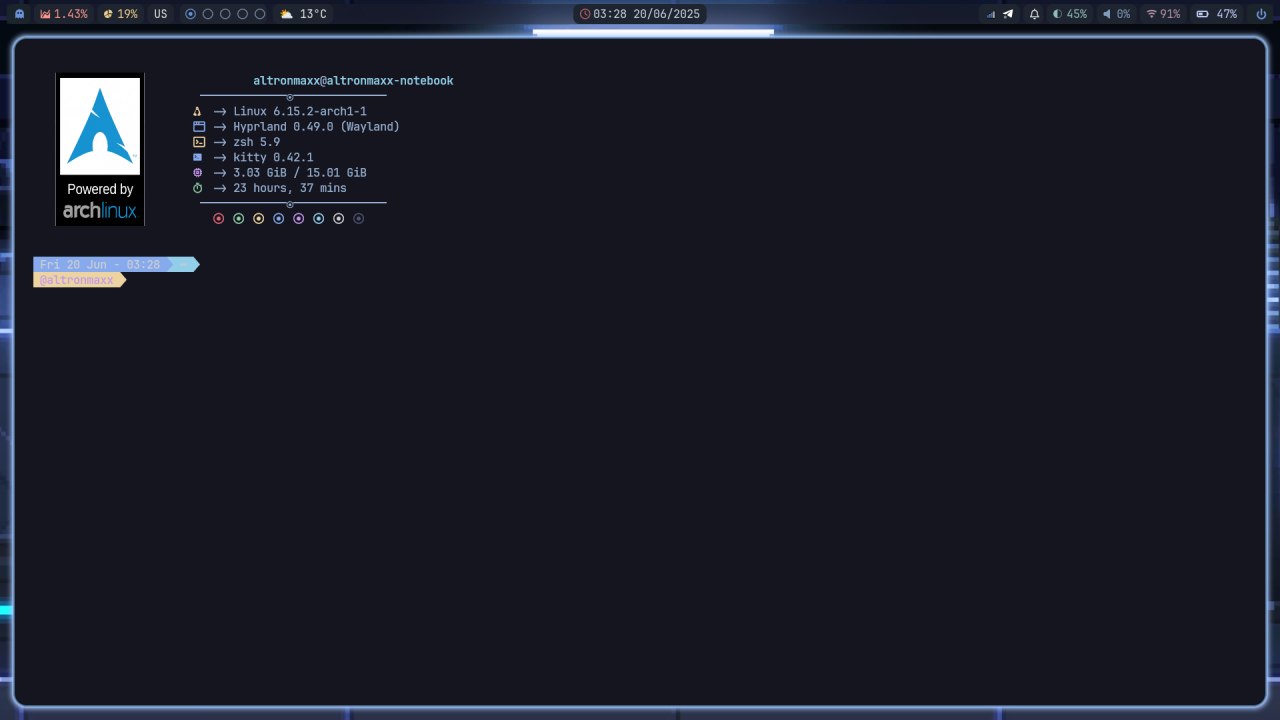 1.43% 19% US 13°C 03:28 20/06/2025 45% 0% 91% 47%
altronmaxx@altronmaxx-notebook
Linux 6.15.2-arch1-1
Hyprland 0.49.0 (Wayland)
zsh 5.9
kitty 0.42.1
3.03 GiB / 15.01 GiB
23 hours, 37 mins
Powered by
archlinux
Fri 20 Jun - 03:28 ~
@altronmaxx